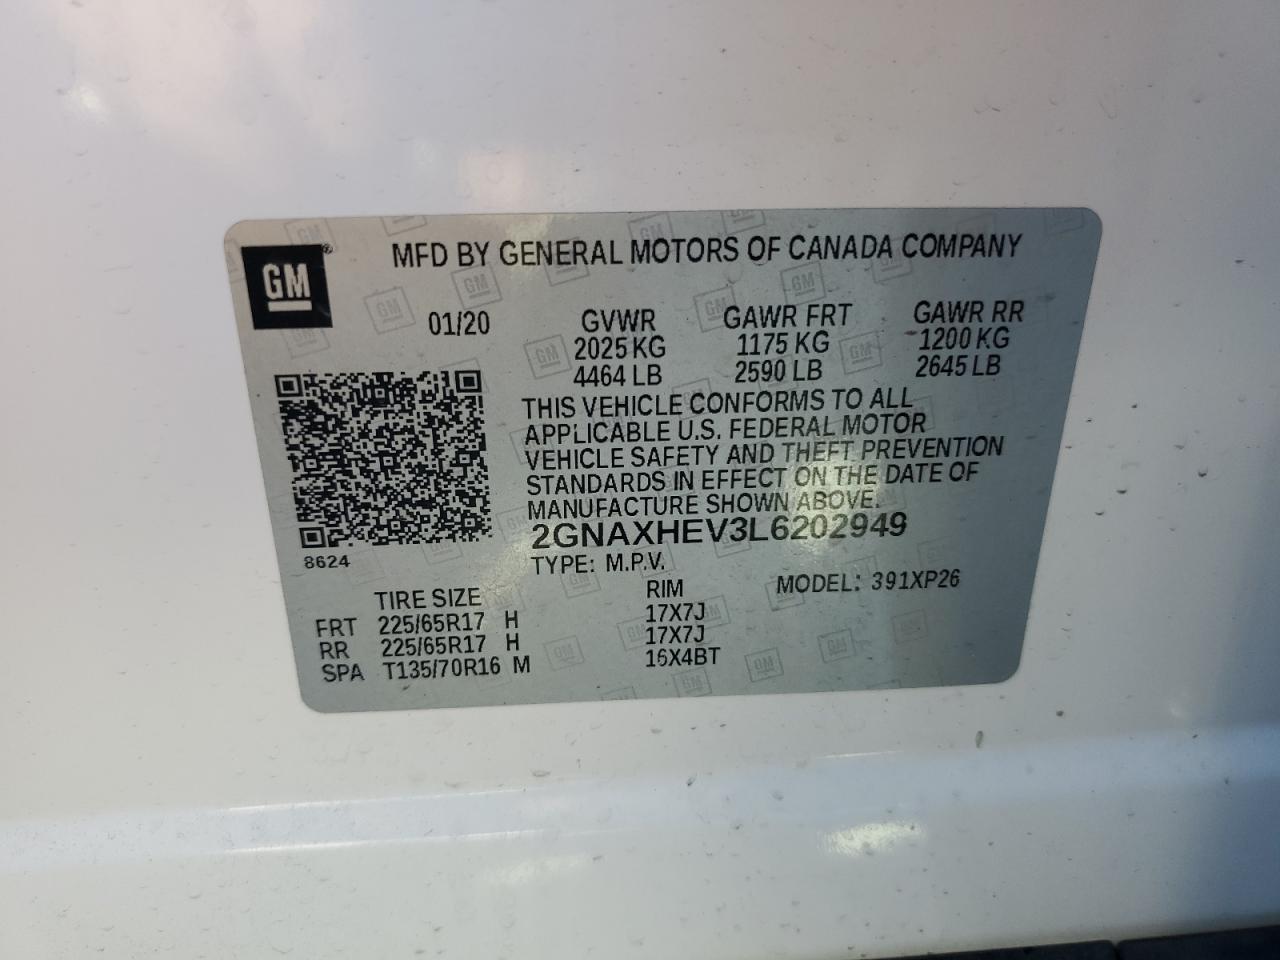 GM®
MFD BY GENERAL MOTORS OF CANADA COMPANY
01/20 GVWR GAWR FRT GAWR RR
2025 KG 1175 KG 1200 KG
4464 LB 2590 LB 2645 LB
THIS VEHICLE CONFORMS TO ALL
APPLICABLE U.S. FEDERAL MOTOR
VEHICLE SAFETY AND THEFT PREVENTION
STANDARDS IN EFFECT ON THE DATE OF
MANUFACTURE SHOWN ABOVE.
2GNAXHEV3L6202949
8624
TYPE: M.P.V. MODEL: 391XP26
TIRE SIZE RIM
FRT 225/65R17 H 17X7J
RR 225/65R17 H 17X7J
SPA T135/70R16 M 16X4BT